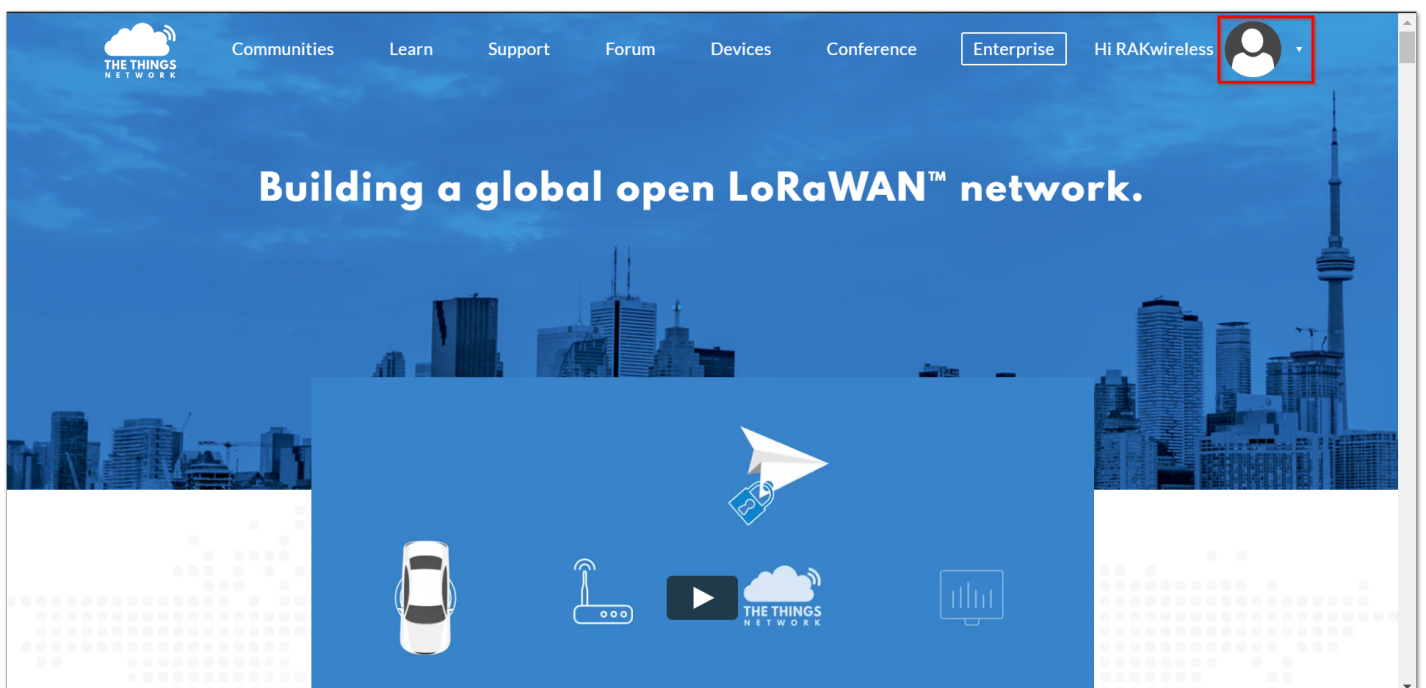 THE THINGS
NETWORK
Communities Learn Support Forum Devices Conference Enterprise Hi RAKwireless
Building a global open LoRaWAN™ network.
THE THINGS
NETWORK